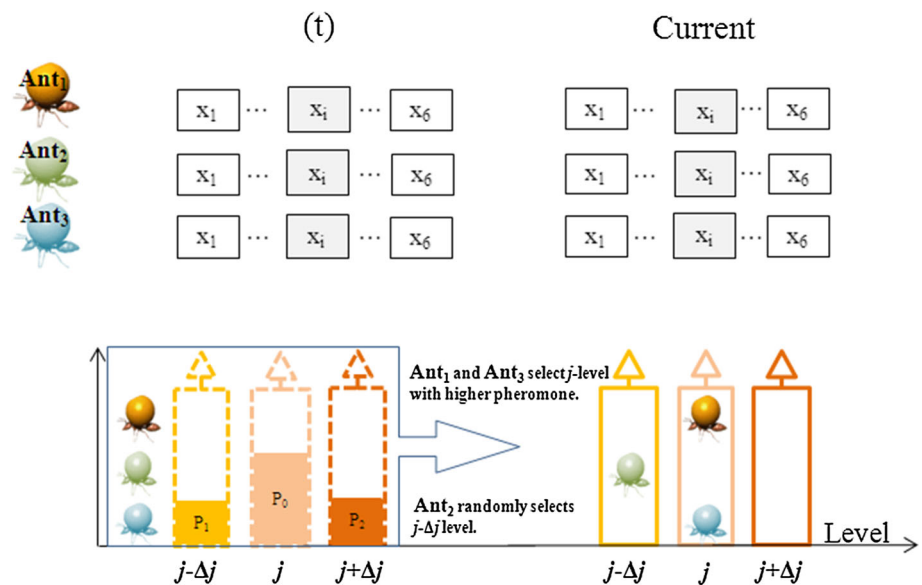 (t) Current
Ant1
x1 ... xi ... x6 x1 ... xi ... x6
Ant2
x1 ... xi ... x6 x1 ... xi ... x6
Ant3
x1 ... xi ... x6 x1 ... xi ... x6
Ant1 and Ant3 select j-level
with higher pheromone.
P1 P0 P2
Ant2 randomly selects
j-Δj level.
Level
j-Δj j j+Δj j-Δj j j+Δj